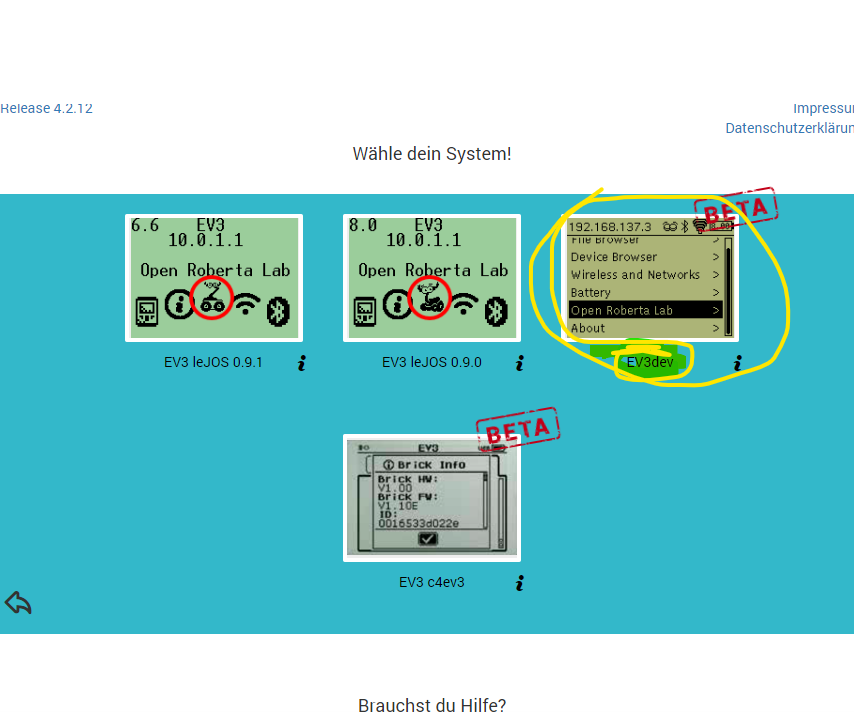 Release 4.2.12
Impressu
Datenschutzerklärun
Wähle dein System!
6.6 EV3
10.0.1.1
Open Roberta Lab
EV3 leJOS 0.9.1
8.0 EV3
10.0.1.1
Open Roberta Lab
EV3 leJOS 0.9.0
BETA
192.168.137.3
File Browser >
Device Browser >
Wireless and Networks >
Battery >
Open Roberta Lab >
About >
EV3dev
BETA
EV3
Brick Info
Brick HW:
V1.00
Brick FW:
V1.10E
ID:
0016533d022e
EV3 c4ev3
Brauchst du Hilfe?